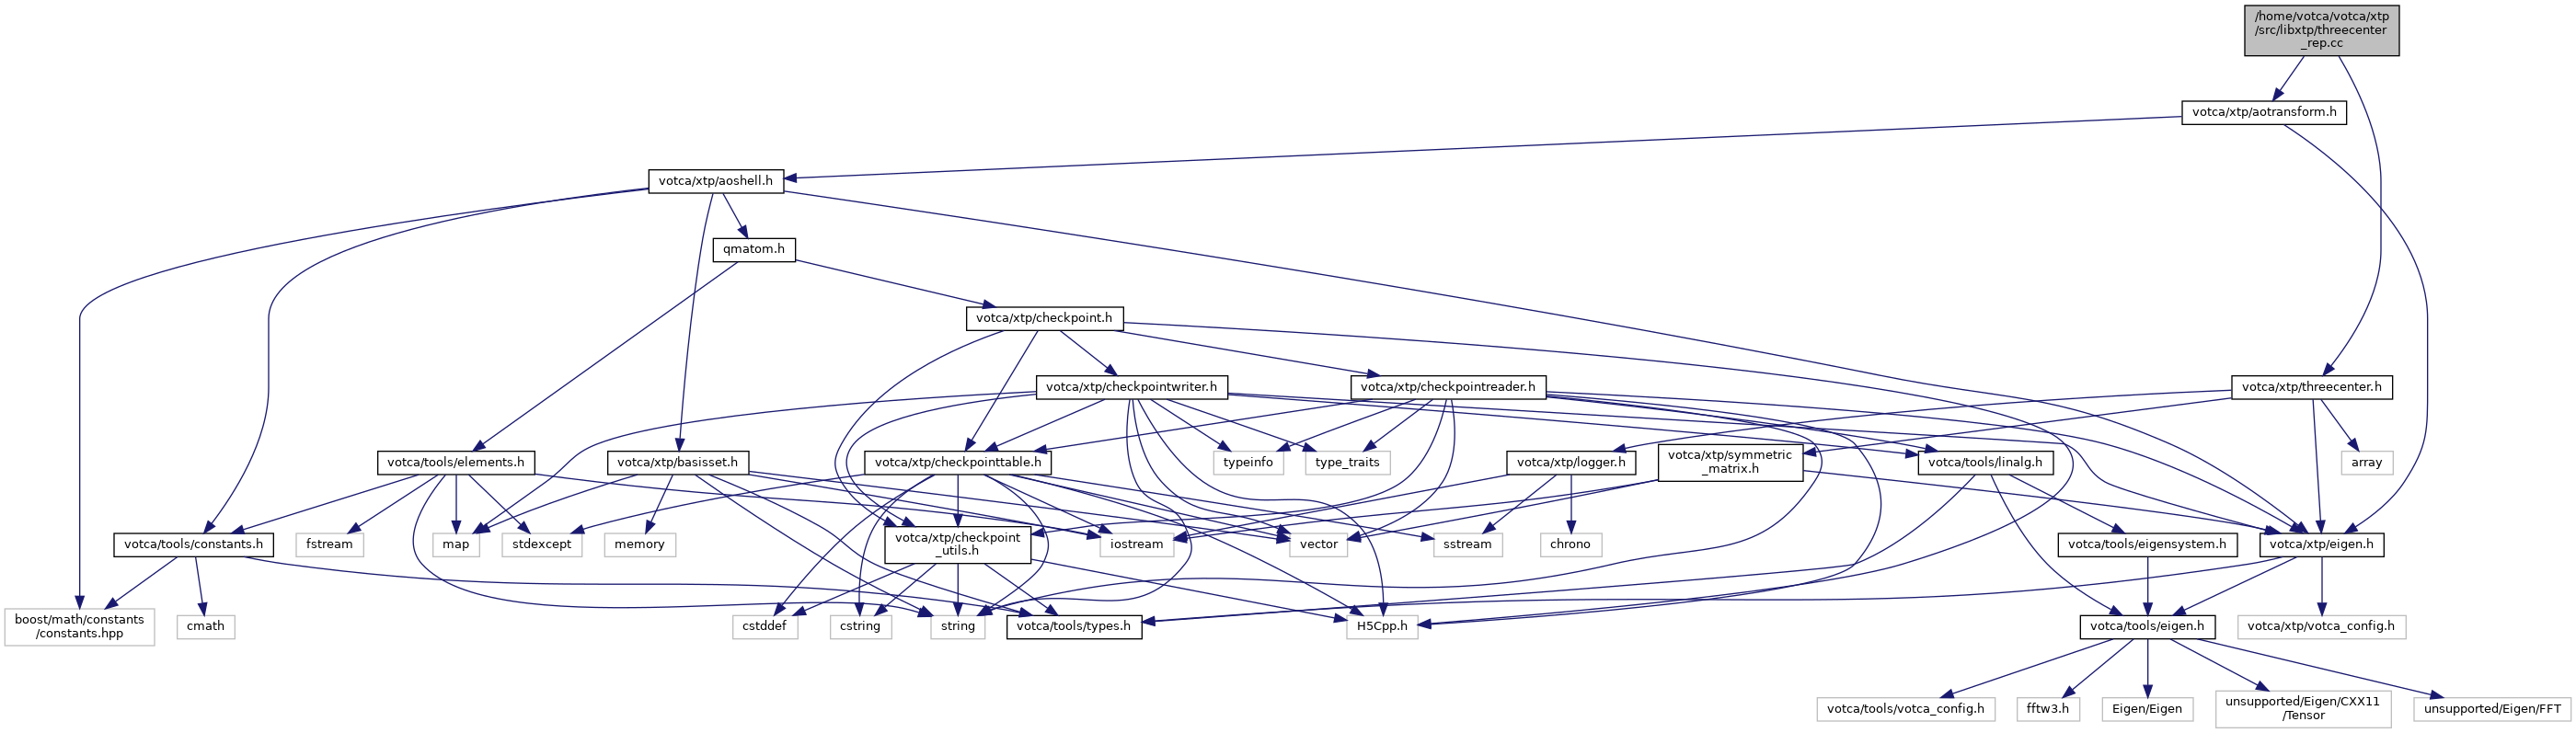 /home/votca/votca/xtp
/src/libxtp/threecenter
_rep.cc
votca/xtp/aotransform.h
votca/xtp/aoshell.h
qmatom.h
votca/xtp/checkpoint.h
votca/xtp/checkpointwriter.h
votca/xtp/checkpointreader.h
votca/xtp/threecenter.h
votca/tools/elements.h
votca/xtp/basisset.h
votca/xtp/checkpointtable.h
typeinfo
type_traits
votca/xtp/logger.h
votca/xtp/symmetric
_matrix.h
votca/tools/linalg.h
array
votca/tools/constants.h
fstream
map
stdexcept
memory
votca/xtp/checkpoint
_utils.h
iostream
vector
sstream
chrono
votca/tools/eigensystem.h
votca/xtp/eigen.h
boost/math/constants
/constants.hpp
cmath
cstddef
cstring
string
votca/tools/types.h
H5Cpp.h
votca/tools/eigen.h
votca/xtp/votca_config.h
votca/tools/votca_config.h
fftw3.h
Eigen/Eigen
unsupported/Eigen/CXX11
/Tensor
unsupported/Eigen/FFT